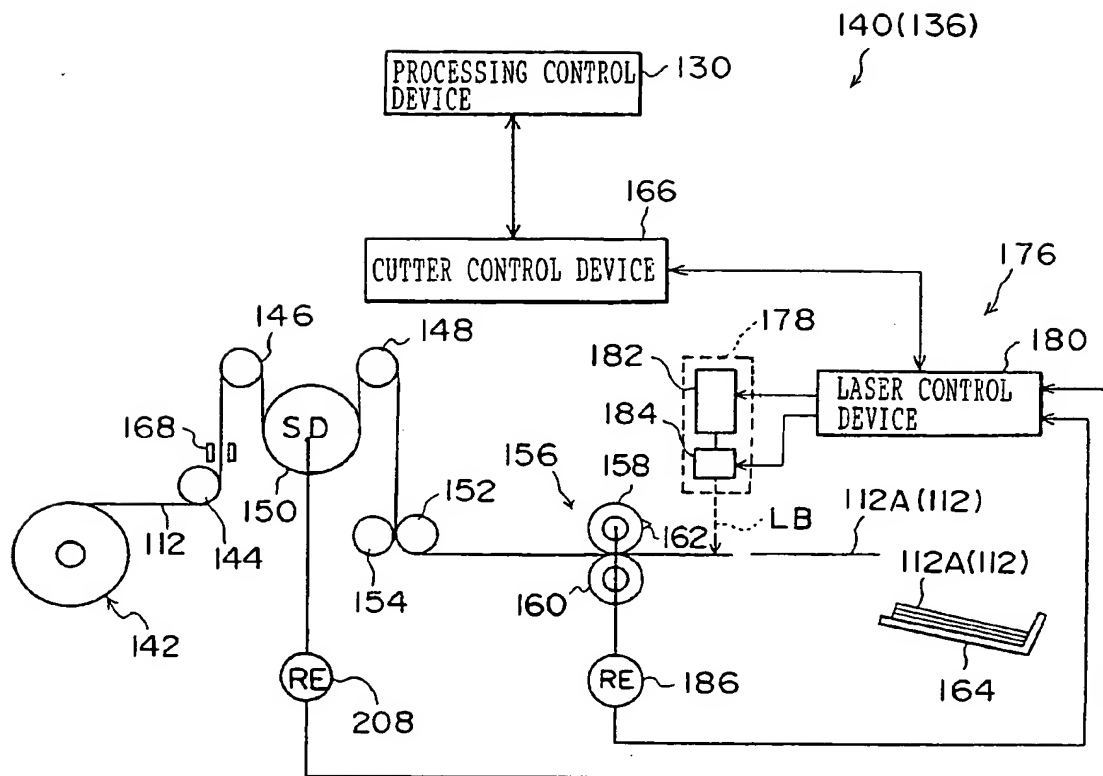 140(136)
PROCESSING CONTROL
DEVICE
130
166
CUTTER CONTROL DEVICE
176
146
148
178
182
180
LASER CONTROL
DEVICE
168
SD
184
156
158
152
150
112
144
LB
162
112A(112)
154
160
112A(112)
142
164
RE
RE
186
208